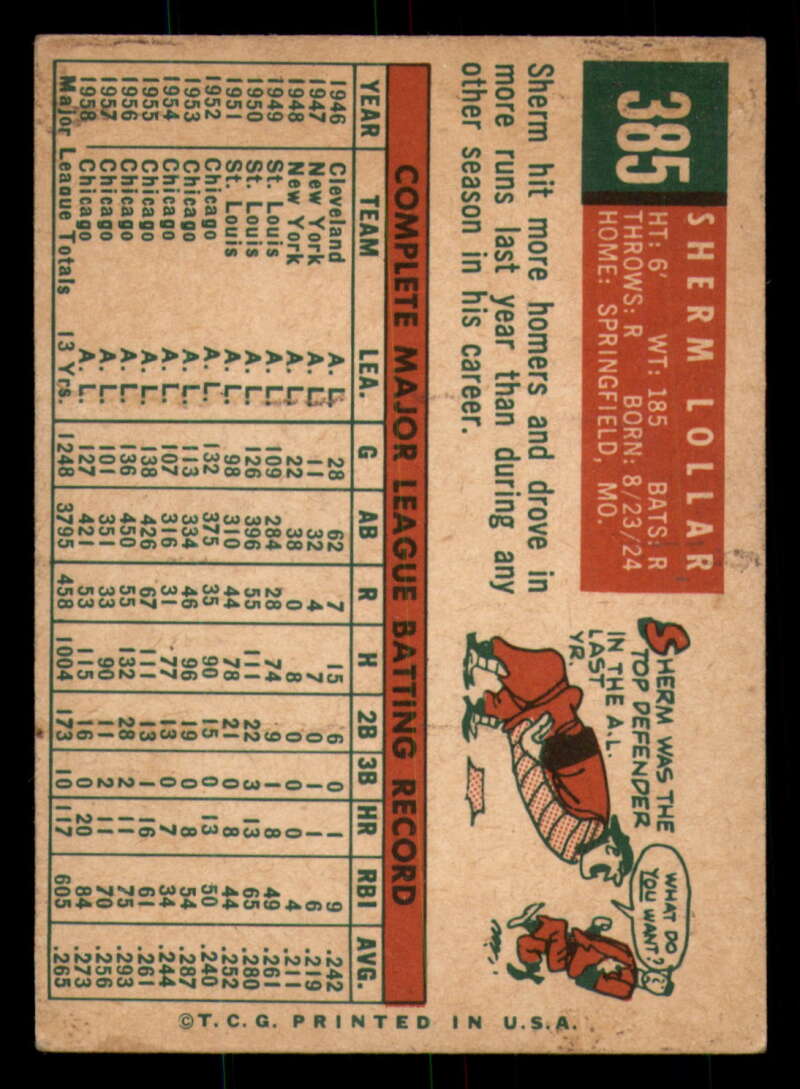 385
SHERM LOLLAR
HT: 6' WT: 185 BATS: R
THROWS: R BORN: 8/23/24
HOME: SPRINGFIELD, MO.
Sherm hit more homers and drove in
more runs last year than during any
other season in his career.
SHERM WAS THE
TOP DEFENDER
IN THE A.L.
LAST
YR.
WHAT DO
YOU WANT?
COMPLETE MAJOR LEAGUE BATTING RECORD
YEAR TEAM LEA. G AB R H 2B 3B HR RBI AVG.
1946 Cleveland A. L. 28 62 7 15 6 0 1 9 .242
1947 New York A. L. 11 32 4 7 0 1 1 6 .219
1948 New York A. L. 22 38 0 8 0 0 0 4 .211
1949 St. Louis A. L. 109 284 28 74 9 1 8 49 .261
1950 St. Louis A. L. 126 396 55 111 22 3 13 65 .280
1951 St. Louis A. L. 98 310 44 78 21 0 8 44 .252
1952 Chicago A. L. 132 375 35 90 15 0 13 50 .240
1953 Chicago A. L. 113 334 46 96 19 0 8 54 .287
1954 Chicago A. L. 107 316 31 77 13 0 7 34 .244
1955 Chicago A. L. 138 426 67 111 13 1 16 61 .261
1956 Chicago A. L. 136 450 55 132 28 2 11 75 .293
1957 Chicago A. L. 101 351 33 90 11 2 11 70 .256
1958 Chicago A. L. 127 421 53 115 16 0 20 84 .273
Major League Totals 13 Yrs. 1248 3795 458 1004 173 10 117 605 .265
©T.C.G. PRINTED IN U.S.A.